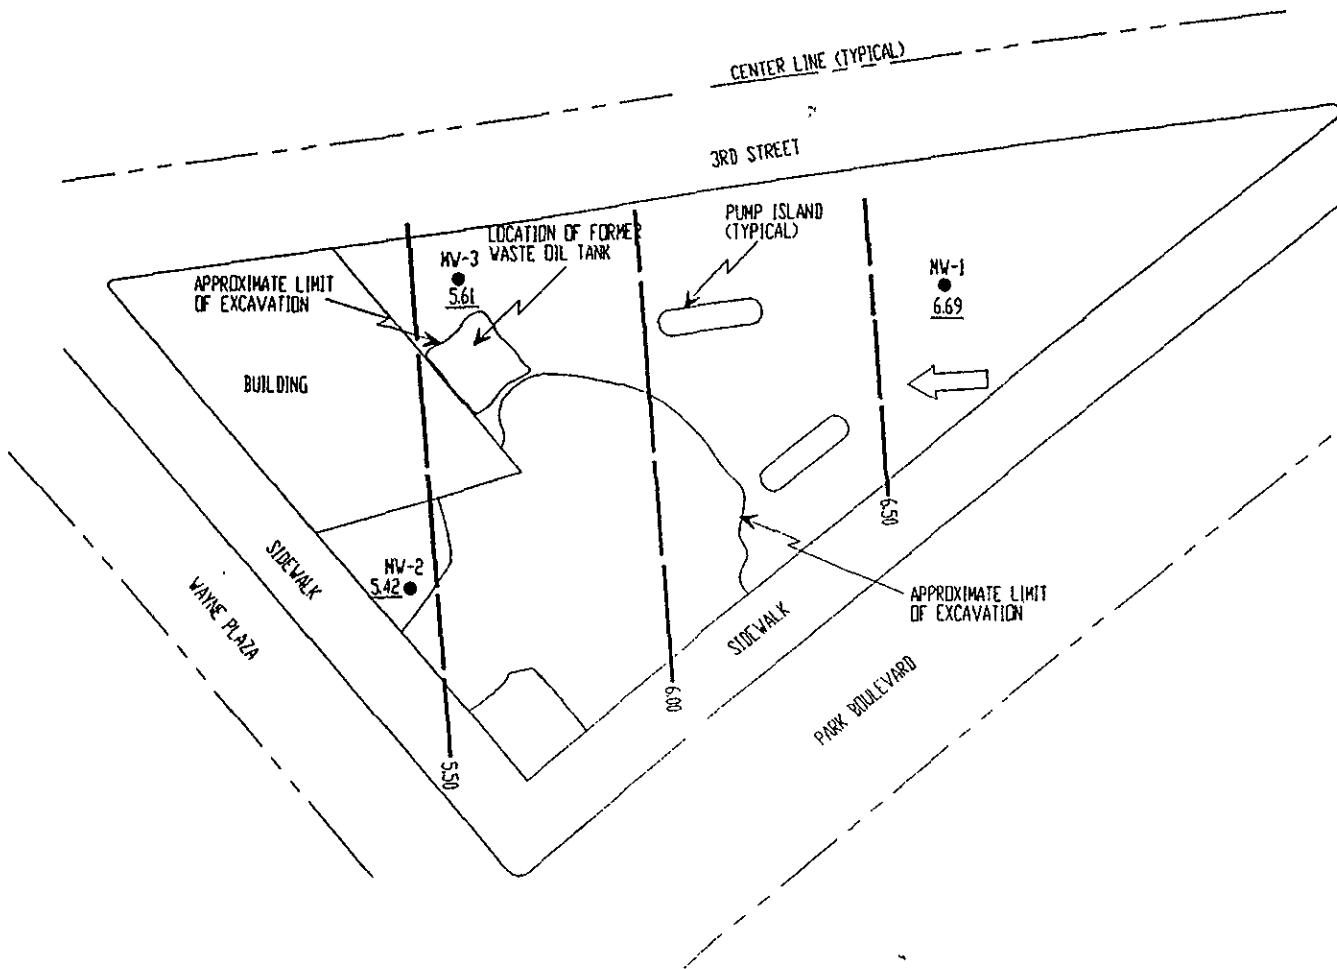 CENTER LINE (TYPICAL)
3RD STREET
PUMP ISLAND
(TYPICAL)
LOCATION OF FORMER
WASTE OIL TANK
MW-3
5.61
APPROXIMATE LIMIT
OF EXCAVATION
MW-1
6.69
BUILDING
6.50
SIDEWALK
MW-2
5.42
WAYNE PLAZA
APPROXIMATE LIMIT
OF EXCAVATION
SIDEWALK
6.00
PARK BOULEVARD
5.50